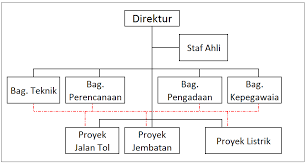 Direktur
Staf Ahli
Bag. Teknik
Bag.
Perencanaan
Bag.
Pengadaan
Bag.
Kepegawaia
Proyek
Jalan Tol
Proyek
Jembatan
Proyek Listrik